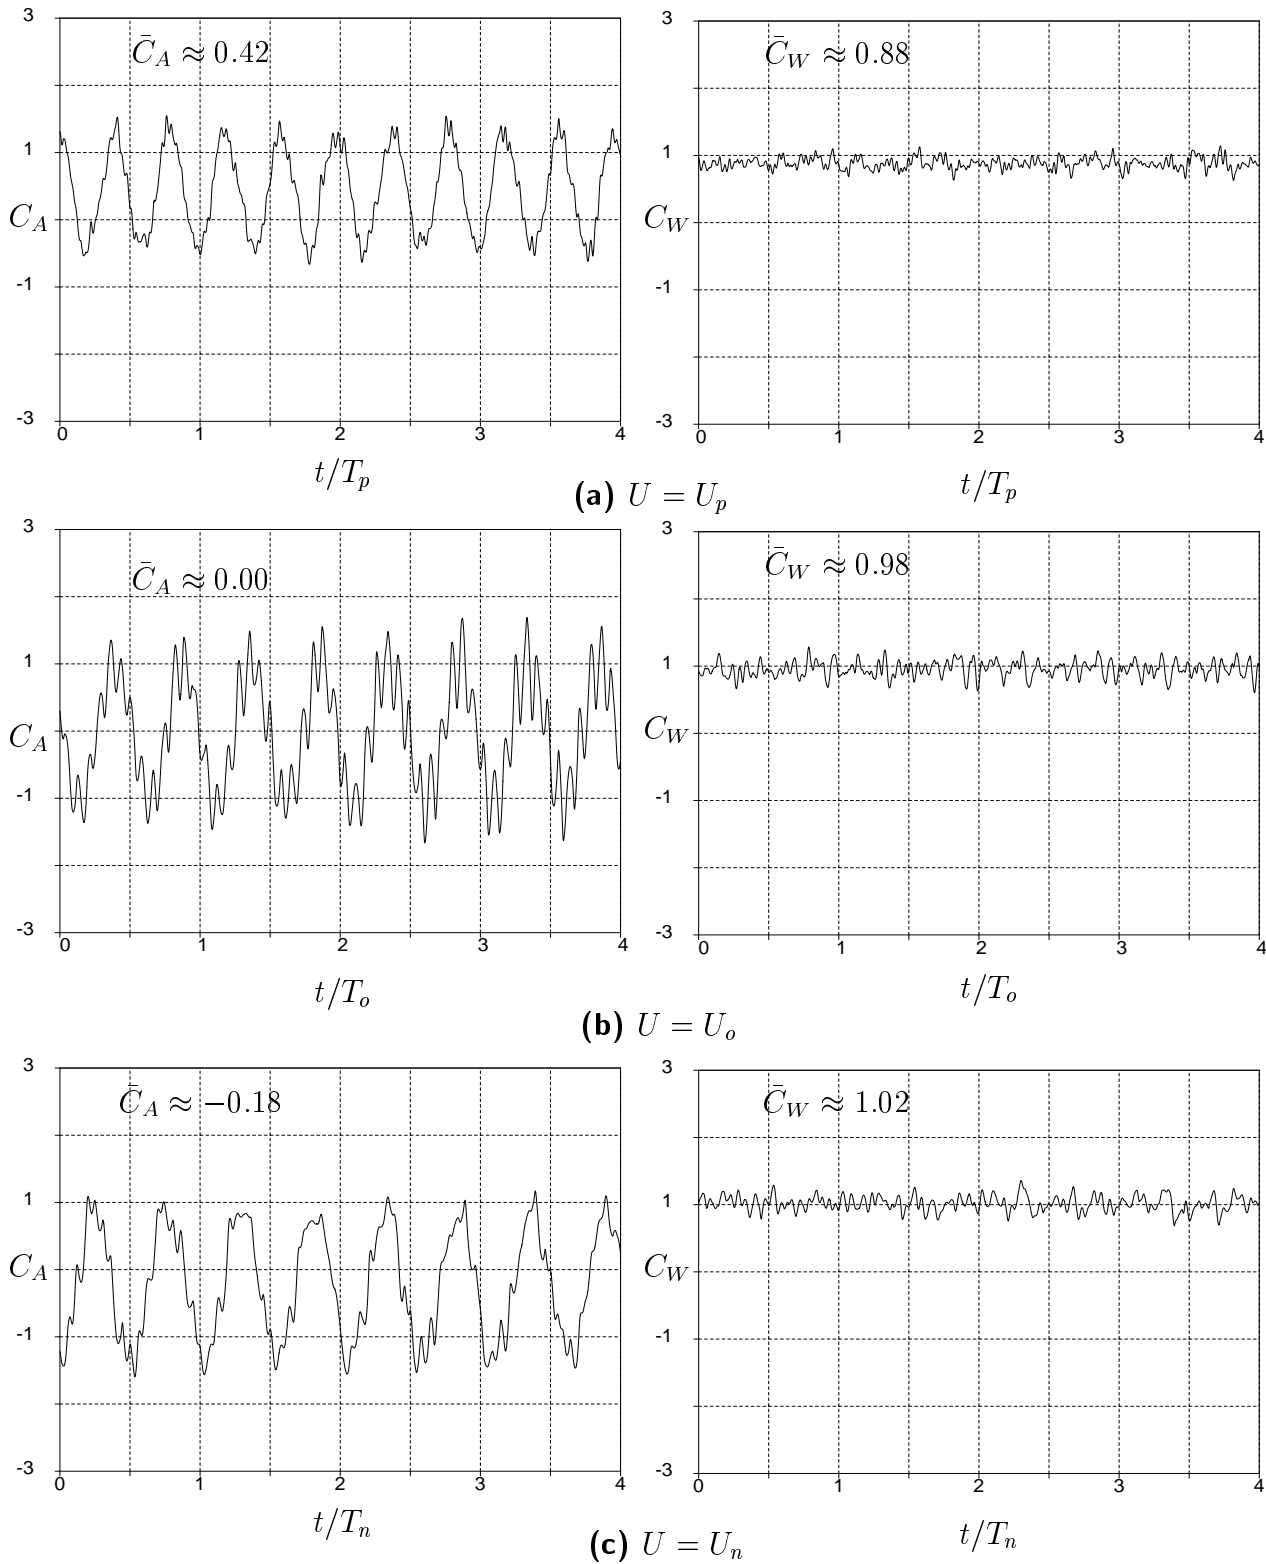 3
C̄_A ≈ 0.42
1
C_A
-1
-3
0 1 2 3 4
t/T_p
3
C̄_W ≈ 0.88
1
C_W
-1
-3
0 1 2 3 4
t/T_p
(a) U = U_p
3
C̄_A ≈ 0.00
1
C_A
-1
-3
0 1 2 3 4
t/T_o
3
C̄_W ≈ 0.98
1
C_W
-1
-3
0 1 2 3 4
t/T_o
(b) U = U_o
3
C̄_A ≈ −0.18
1
C_A
-1
-3
0 1 2 3 4
t/T_n
3
C̄_W ≈ 1.02
1
C_W
-1
-3
0 1 2 3 4
t/T_n
(c) U = U_n